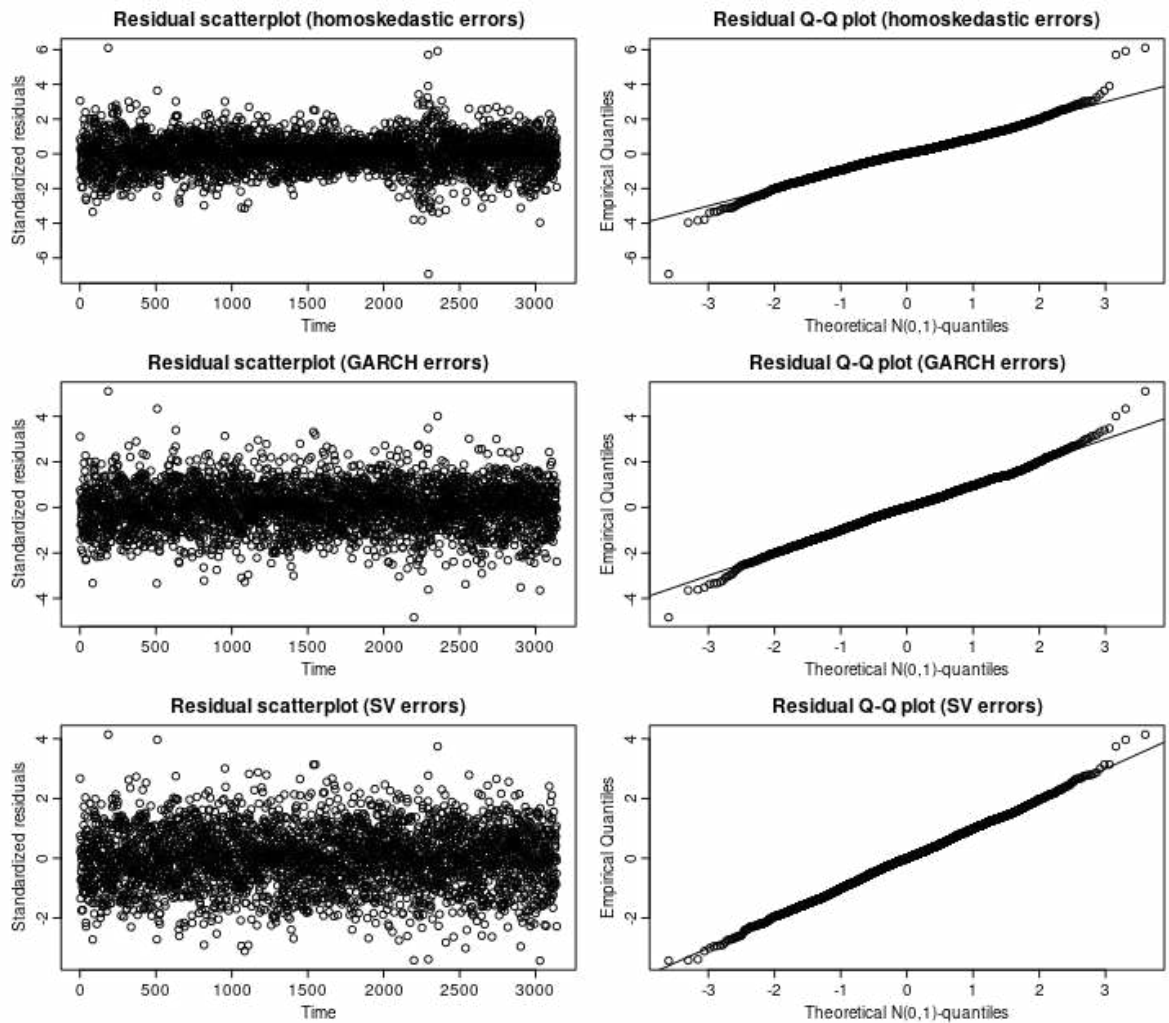 Residual scatterplot (homoskedastic errors)
Standardized residuals
6
4
2
0
-2
-4
-6
0 500 1000 1500 2000 2500 3000
Time
Residual Q-Q plot (homoskedastic errors)
Empirical Quantiles
6
4
2
0
-2
-4
-6
-3 -2 -1 0 1 2 3
Theoretical N(0,1)-quantiles
Residual scatterplot (GARCH errors)
Standardized residuals
4
2
0
-2
-4
0 500 1000 1500 2000 2500 3000
Time
Residual Q-Q plot (GARCH errors)
Empirical Quantiles
4
2
0
-2
-4
-3 -2 -1 0 1 2 3
Theoretical N(0,1)-quantiles
Residual scatterplot (SV errors)
Standardized residuals
4
2
0
-2
0 500 1000 1500 2000 2500 3000
Time
Residual Q-Q plot (SV errors)
Empirical Quantiles
4
2
0
-2
-3 -2 -1 0 1 2 3
Theoretical N(0,1)-quantiles